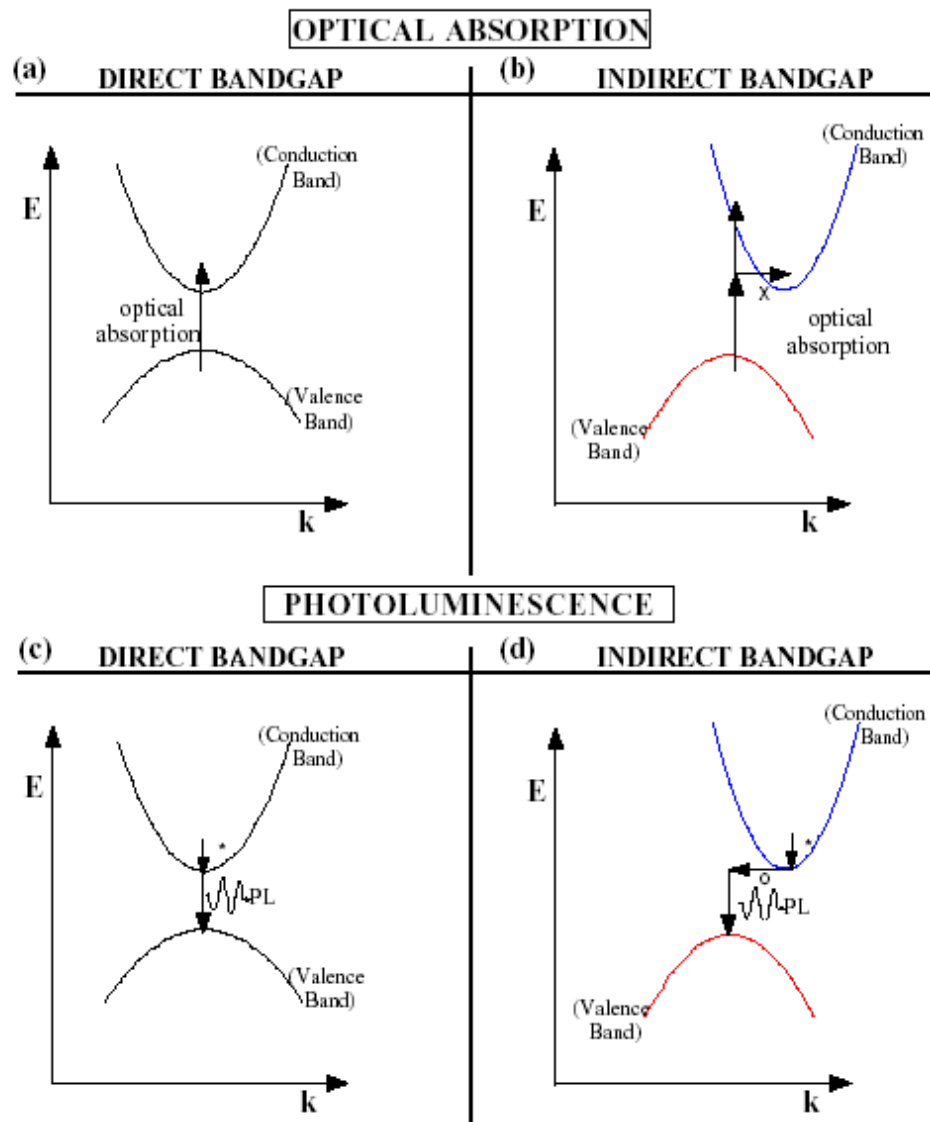 OPTICAL ABSORPTION
(a)
DIRECT BANDGAP
(b)
INDIRECT BANDGAP
(Conduction
Band)
E
optical
absorption
(Valence
Band)
k
(Conduction
Band)
E
X
optical
absorption
(Valence
Band)
k
PHOTOLUMINESCENCE
(c)
DIRECT BANDGAP
(d)
INDIRECT BANDGAP
(Conduction
Band)
E
*
PL
(Valence
Band)
k
(Conduction
Band)
E
*
o
PL
(Valence
Band)
k